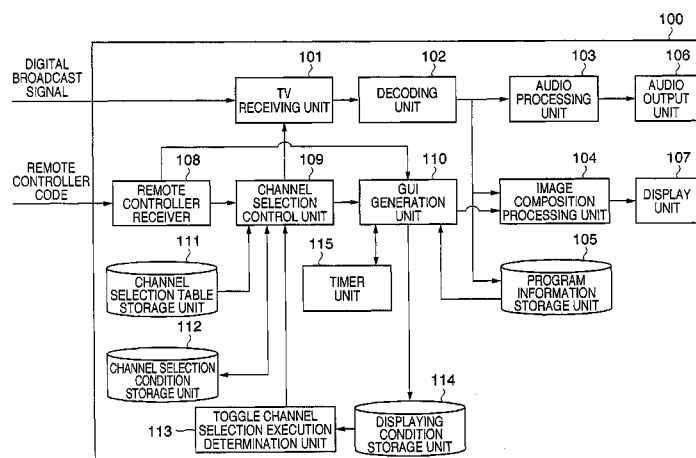 100
DIGITAL
BROADCAST
SIGNAL
101
TV
RECEIVING UNIT
102
DECODING
UNIT
103
AUDIO
PROCESSING
UNIT
106
AUDIO
OUTPUT
UNIT
REMOTE
CONTROLLER
CODE
108
REMOTE
CONTROLLER
RECEIVER
109
CHANNEL
SELECTION
CONTROL UNIT
110
GUI
GENERATION
UNIT
104
IMAGE
COMPOSITION
PROCESSING UNIT
107
DISPLAY
UNIT
111
CHANNEL
SELECTION TABLE
STORAGE UNIT
115
TIMER
UNIT
105
PROGRAM
INFORMATION
STORAGE UNIT
112
CHANNEL SELECTION
CONDITION
STORAGE UNIT
113
TOGGLE CHANNEL
SELECTION EXECUTION
DETERMINATION UNIT
114
DISPLAYING
CONDITION
STORAGE UNIT